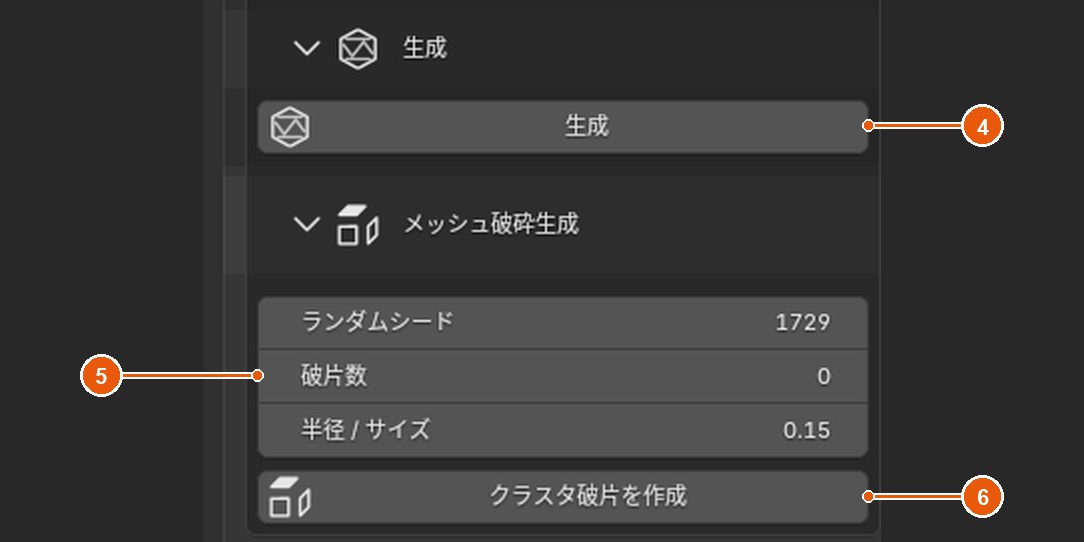 生成
生成
4
メッシュ破砕生成
ランダムシード 1729
5 破片数 0
半径 / サイズ 0.15
クラスタ破片を作成
6